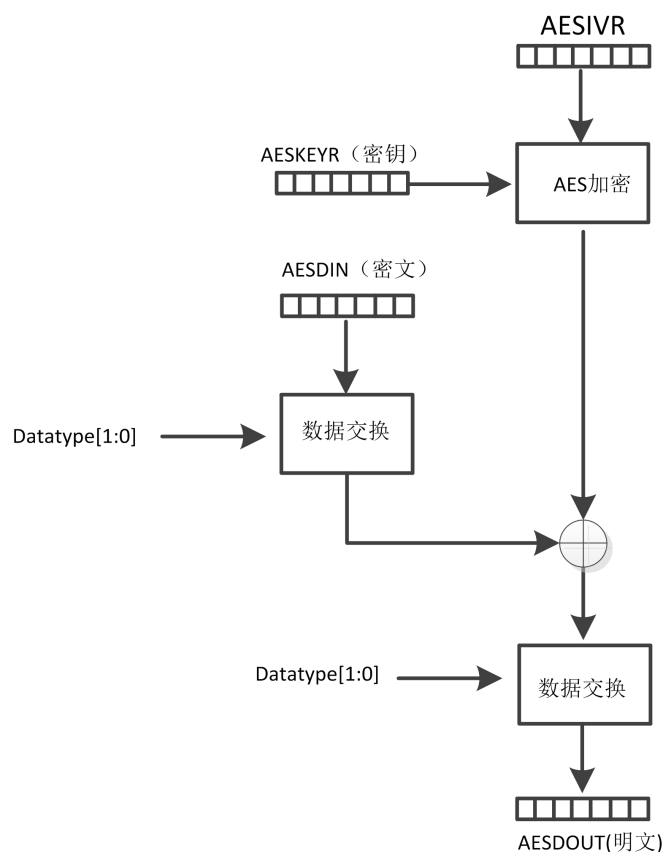 AESIVR
AESKEYR（密钥）
AES加密
AESDIN（密文）
Datatype[1:0]
数据交换
Datatype[1:0]
数据交换
AESDOUT(明文)